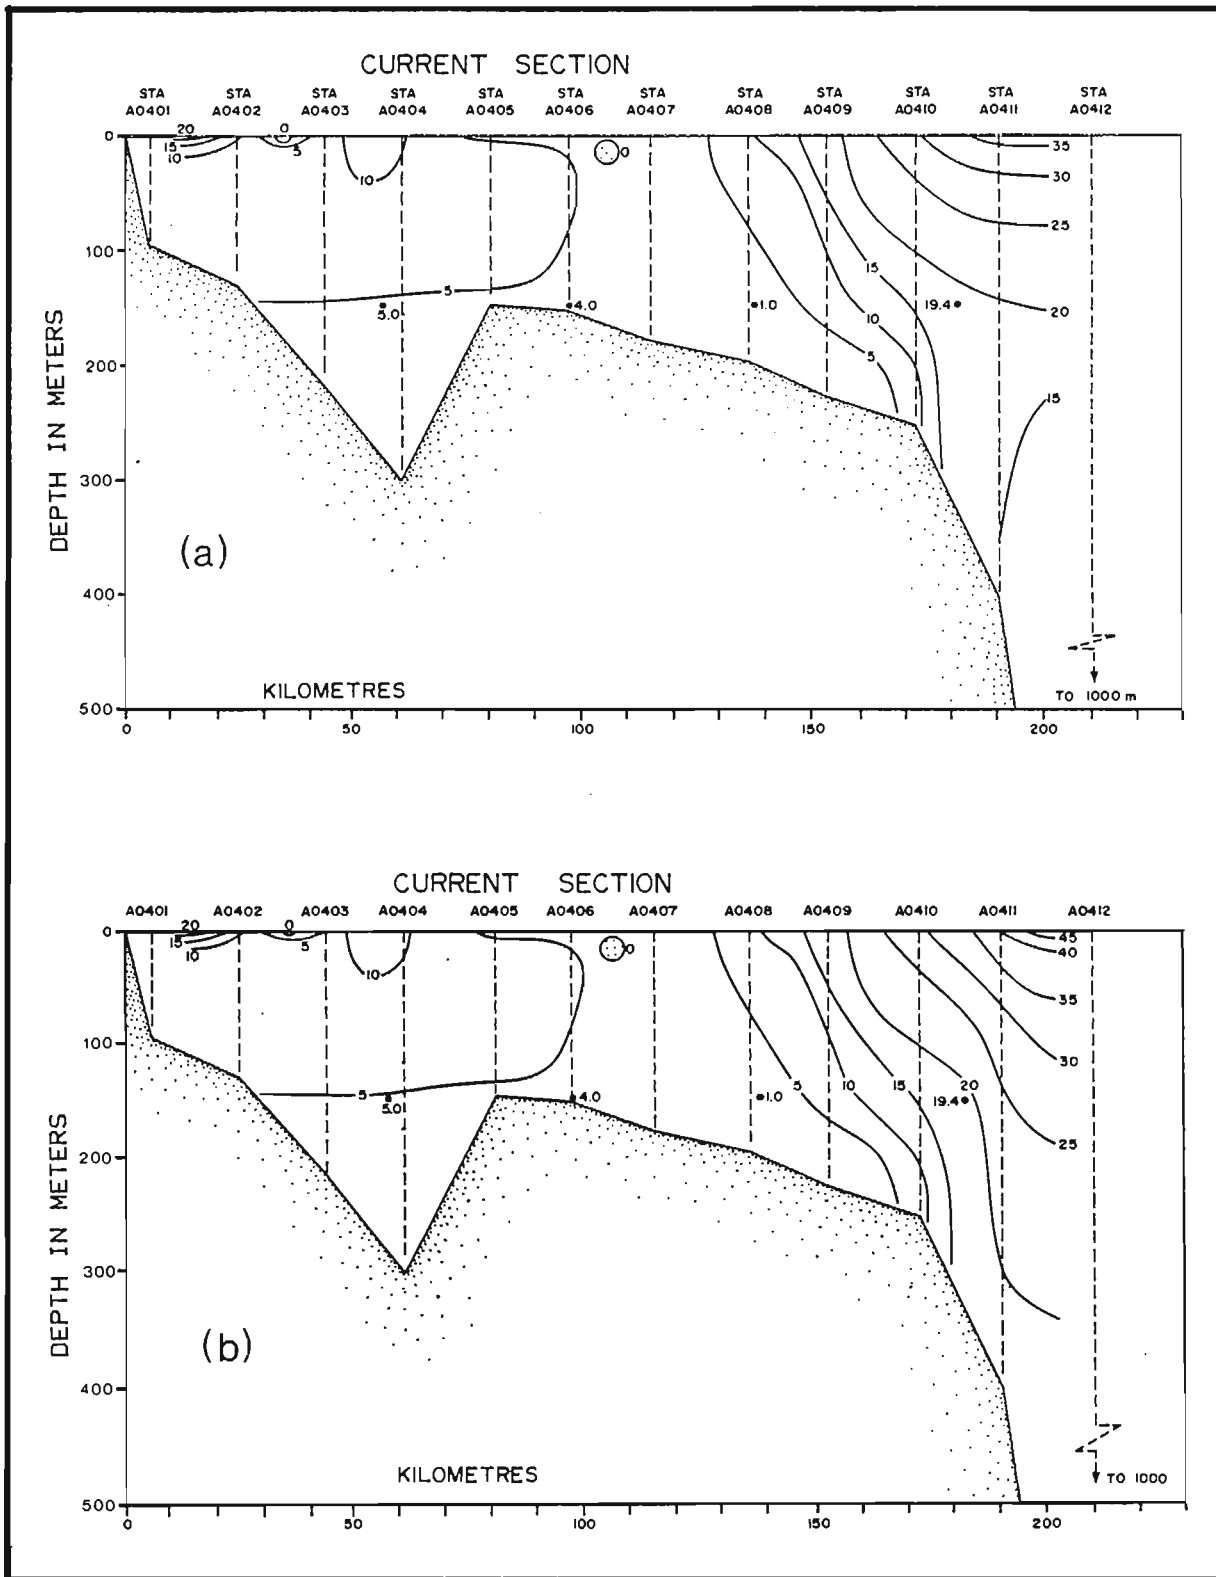 CURRENT SECTION
STA STA STA STA STA STA STA STA STA STA STA STA
A0401 A0402 A0403 A0404 A0405 A0406 A0407 A0408 A0409 A0410 A0411 A0412
0 20 0
15 5 35
10 10 0 30
25
100
5 15 20
5.0 4.0 1.0 10 19.4
200 5
15
300
(a)
400
KILOMETRES TO 1000 m
500
0 50 100 150 200
DEPTH IN METERS
CURRENT SECTION
A0401 A0402 A0403 A0404 A0405 A0406 A0407 A0408 A0409 A0410 A0411 A0412
0 20 0 45
15 5 40
10 10 0
35
100 30
5 5 10 15 20
5.0 4.0 1.0 19.4
25
200
300
(b)
400
KILOMETRES TO 1000
500
0 50 100 150 200
DEPTH IN METERS